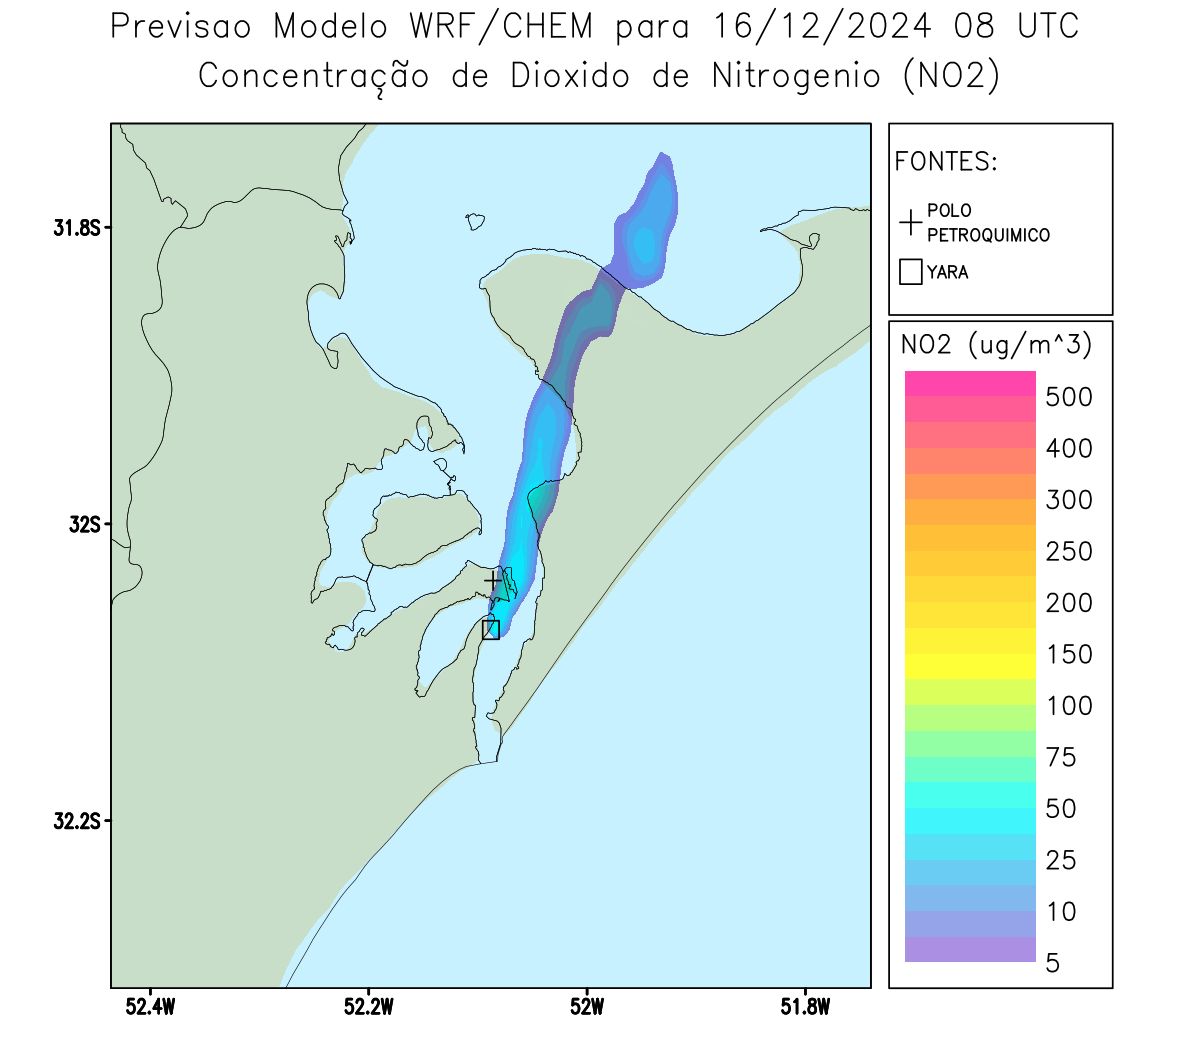 Previsao Modelo WRF/CHEM para 16/12/2024 08 UTC
Concentração de Dioxido de Nitrogenio (NO2)
FONTES:
POLO
PETROQUIMICO
YARA
31.8S
32S
32.2S
52.4W
52.2W
52W
51.8W
NO2 (ug/m^3)
500
400
300
250
200
150
100
75
50
25
10
5